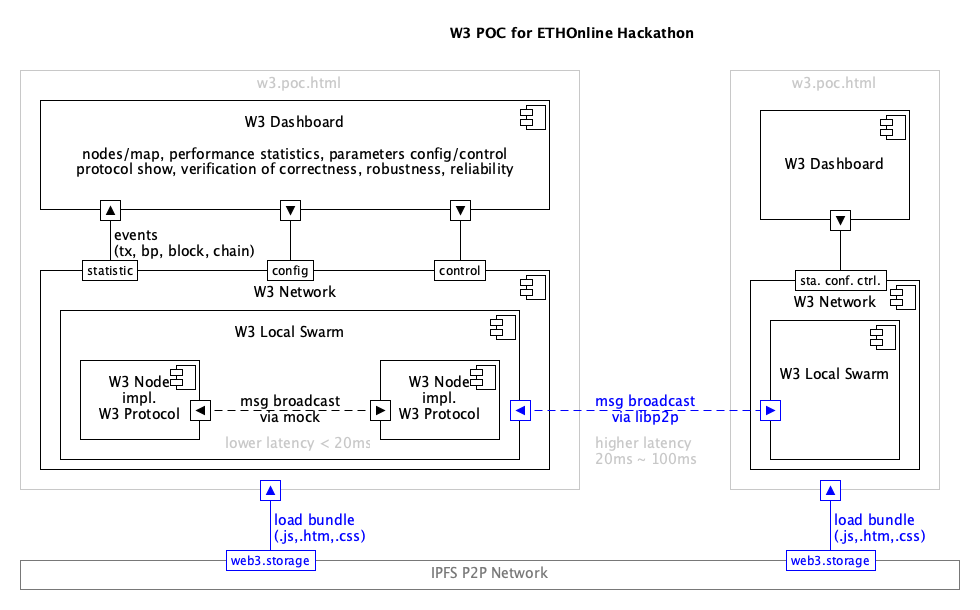 W3 POC for ETHOnline Hackathon
w3.poc.html
W3 Dashboard
nodes/map, performance statistics, parameters config/control
protocol show, verification of correctness, robustness, reliability
events
(tx, bp, block, chain)
statistic
config
control
W3 Network
W3 Local Swarm
W3 Node
impl.
W3 Protocol
msg broadcast
via mock
lower latency < 20ms
W3 Node
impl.
W3 Protocol
msg broadcast
via libp2p
higher latency
20ms ~ 100ms
w3.poc.html
W3 Dashboard
sta. conf. ctrl.
W3 Network
W3 Local Swarm
load bundle
(.js,.htm,.css)
web3.storage
load bundle
(.js,.htm,.css)
web3.storage
IPFS P2P Network